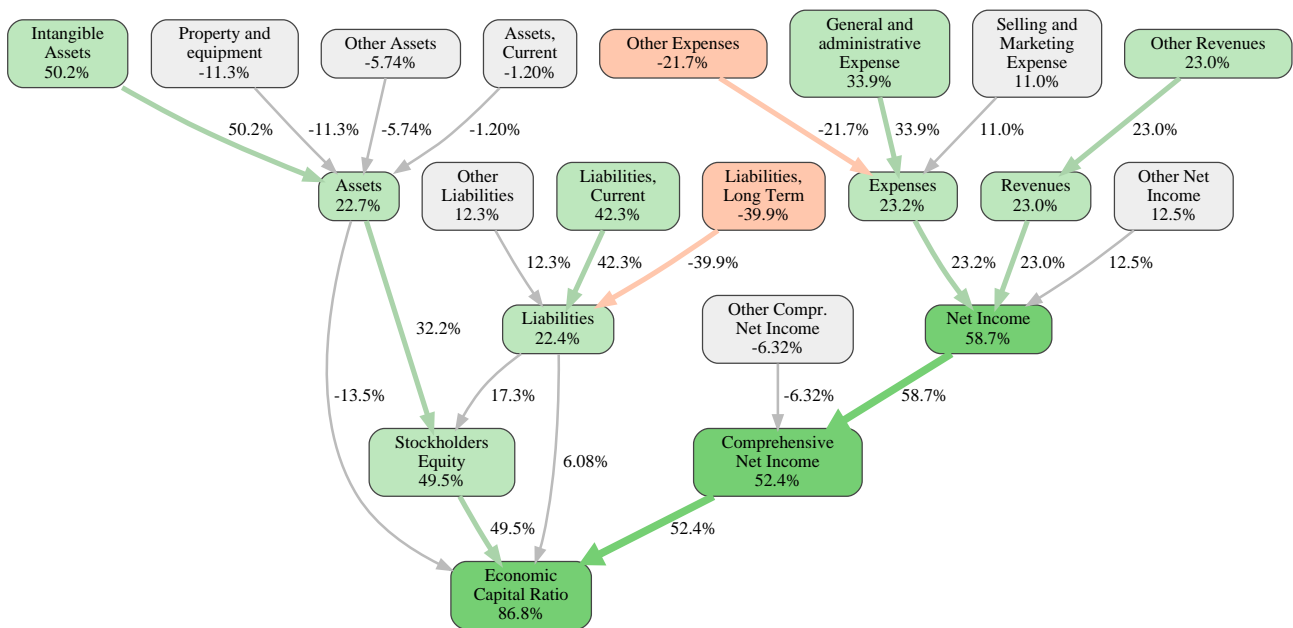 Intangible
Assets
50.2%
Property and
equipment
-11.3%
Other Assets
-5.74%
Assets,
Current
-1.20%
Other Expenses
-21.7%
General and
administrative
Expense
33.9%
Selling and
Marketing
Expense
11.0%
Other Revenues
23.0%
50.2%
-11.3%
-5.74%
-1.20%
-21.7%
33.9%
11.0%
23.0%
Assets
22.7%
Other
Liabilities
12.3%
Liabilities,
Current
42.3%
Liabilities,
Long Term
-39.9%
Expenses
23.2%
Revenues
23.0%
Other Net
Income
12.5%
12.3%
42.3%
-39.9%
23.2%
23.0%
12.5%
32.2%
Liabilities
22.4%
Other Compr.
Net Income
-6.32%
Net Income
58.7%
-13.5%
17.3%
-6.32%
58.7%
Stockholders
Equity
49.5%
6.08%
Comprehensive
Net Income
52.4%
49.5%
52.4%
Economic
Capital Ratio
86.8%